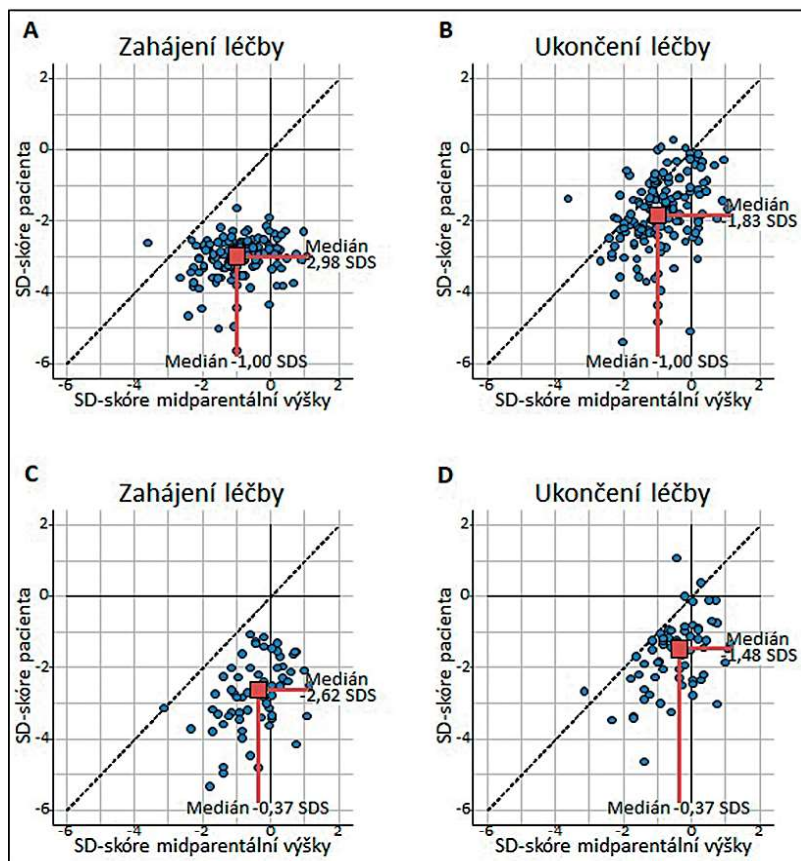 A
Zahájení léčby
2
0
-2
-4
-6
SD-skóre pacienta
Medián
-2,98 SDS
Medián -1,00 SDS
-6
-4
-2
0
2
SD-skóre midparentální výšky
B
Ukončení léčby
2
0
-2
-4
-6
SD-skóre pacienta
Medián
-1,83 SDS
Medián -1,00 SDS
-6
-4
-2
0
2
SD-skóre midparentální výšky
C
Zahájení léčby
2
0
-2
-4
-6
SD-skóre pacienta
Medián
-2,62 SDS
Medián -0,37 SDS
-6
-4
-2
0
2
SD-skóre midparentální výšky
D
Ukončení léčby
2
0
-2
-4
-6
SD-skóre pacienta
Medián
-1,48 SDS
Medián -0,37 SDS
-6
-4
-2
0
2
SD-skóre midparentální výšky